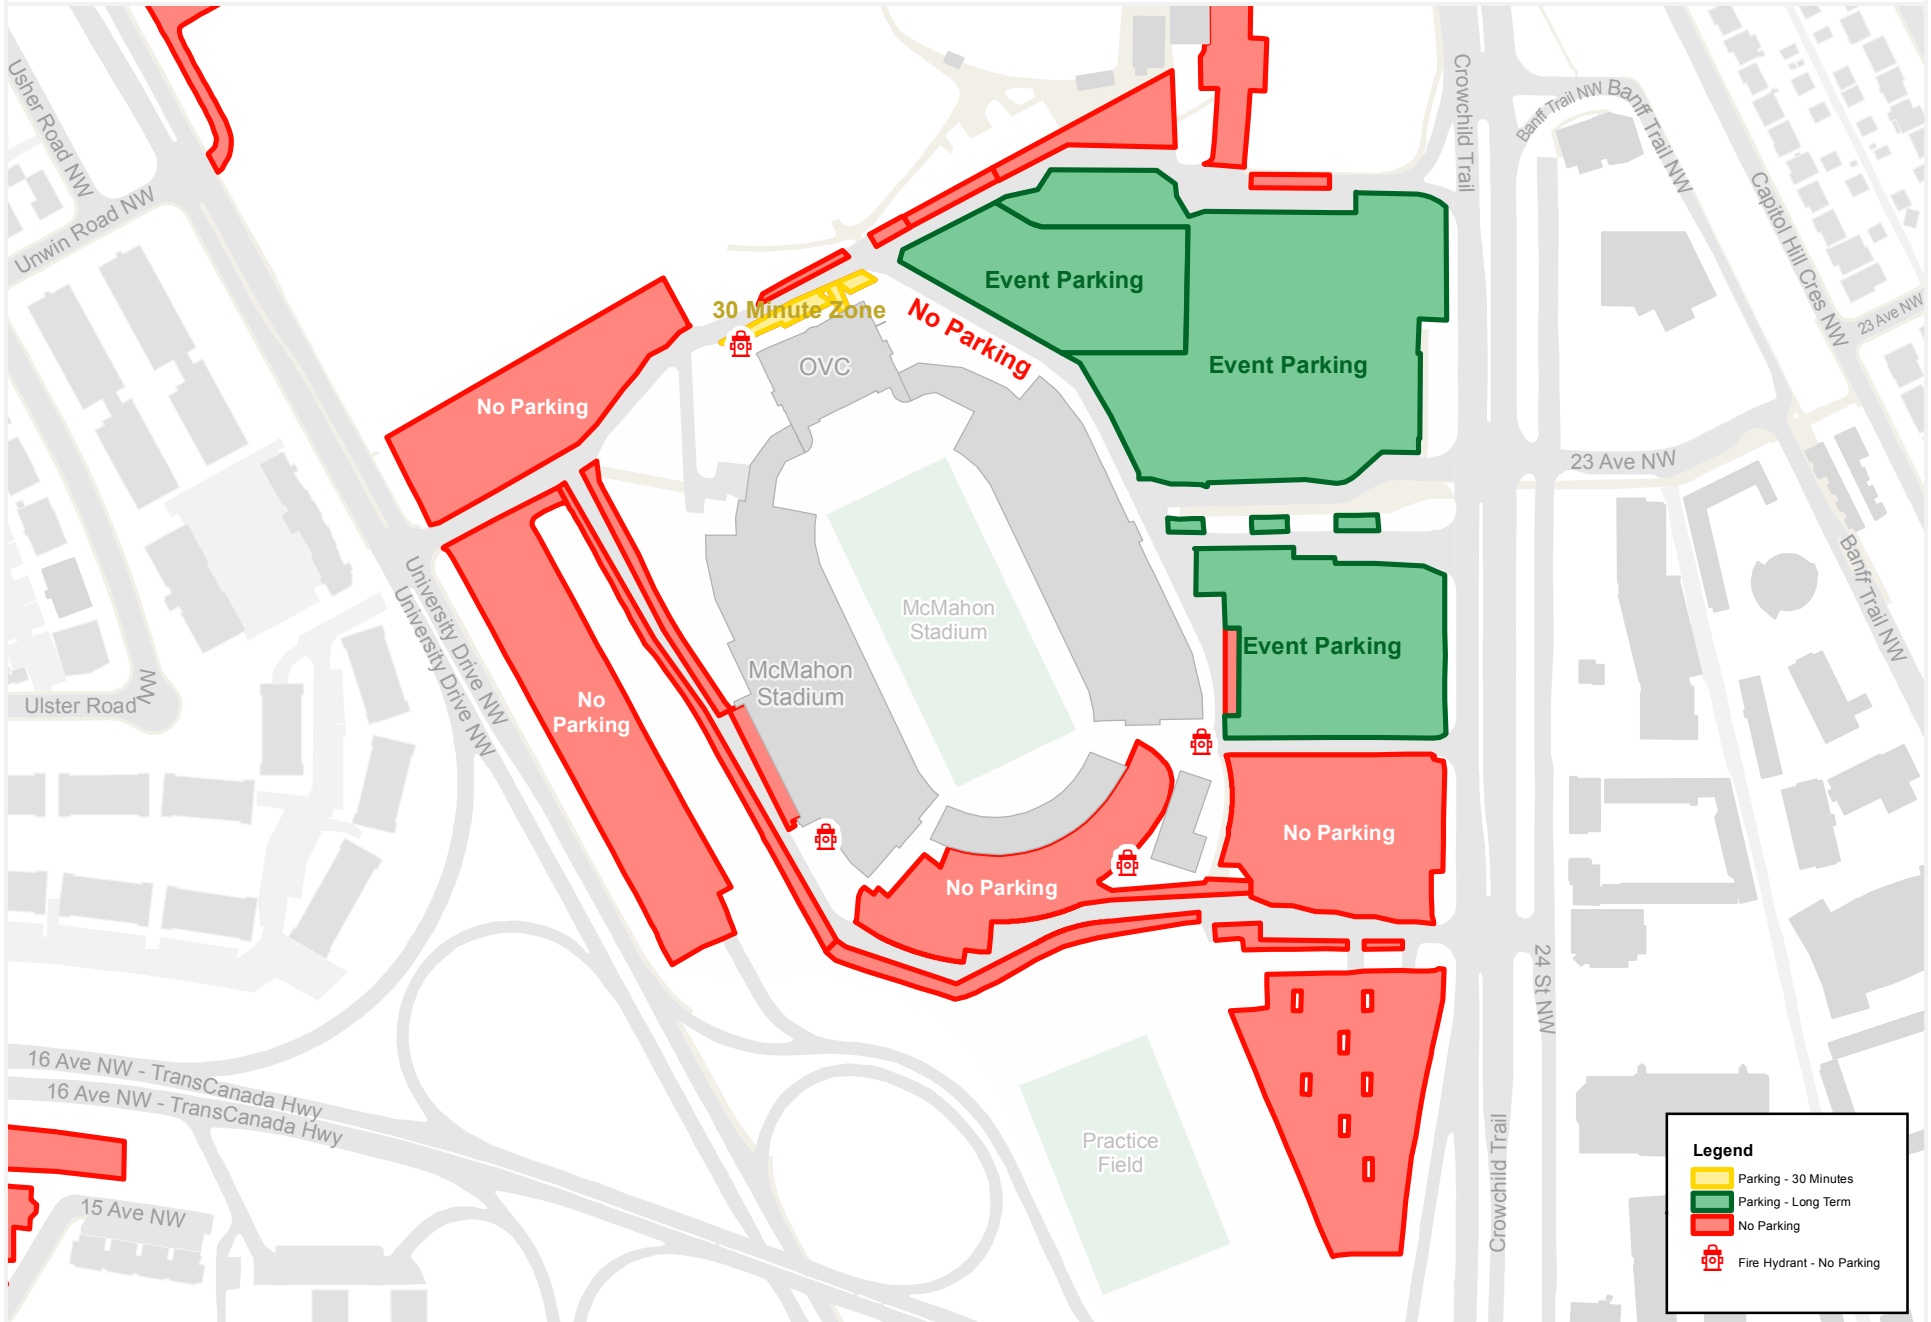 Usher Road NW
Unwin Road NW
Crowchild Trail
Banff Trail NW
Banff Trail NW
Capitol Hill Cres NW
23 Ave NW
Event Parking
30 Minute Zone
No Parking
OVC
Event Parking
No Parking
23 Ave NW
University Drive NW
University Drive NW
Banff Trail NW
McMahon
Stadium
Event Parking
McMahon
Stadium
Ulster Road
NW
No
Parking
No Parking
No Parking
24 St NW
16 Ave NW - TransCanada Hwy
16 Ave NW - TransCanada Hwy
Practice
Field
Crowchild Trail
15 Ave NW
Legend
Parking - 30 Minutes
Parking - Long Term
No Parking
Fire Hydrant - No Parking